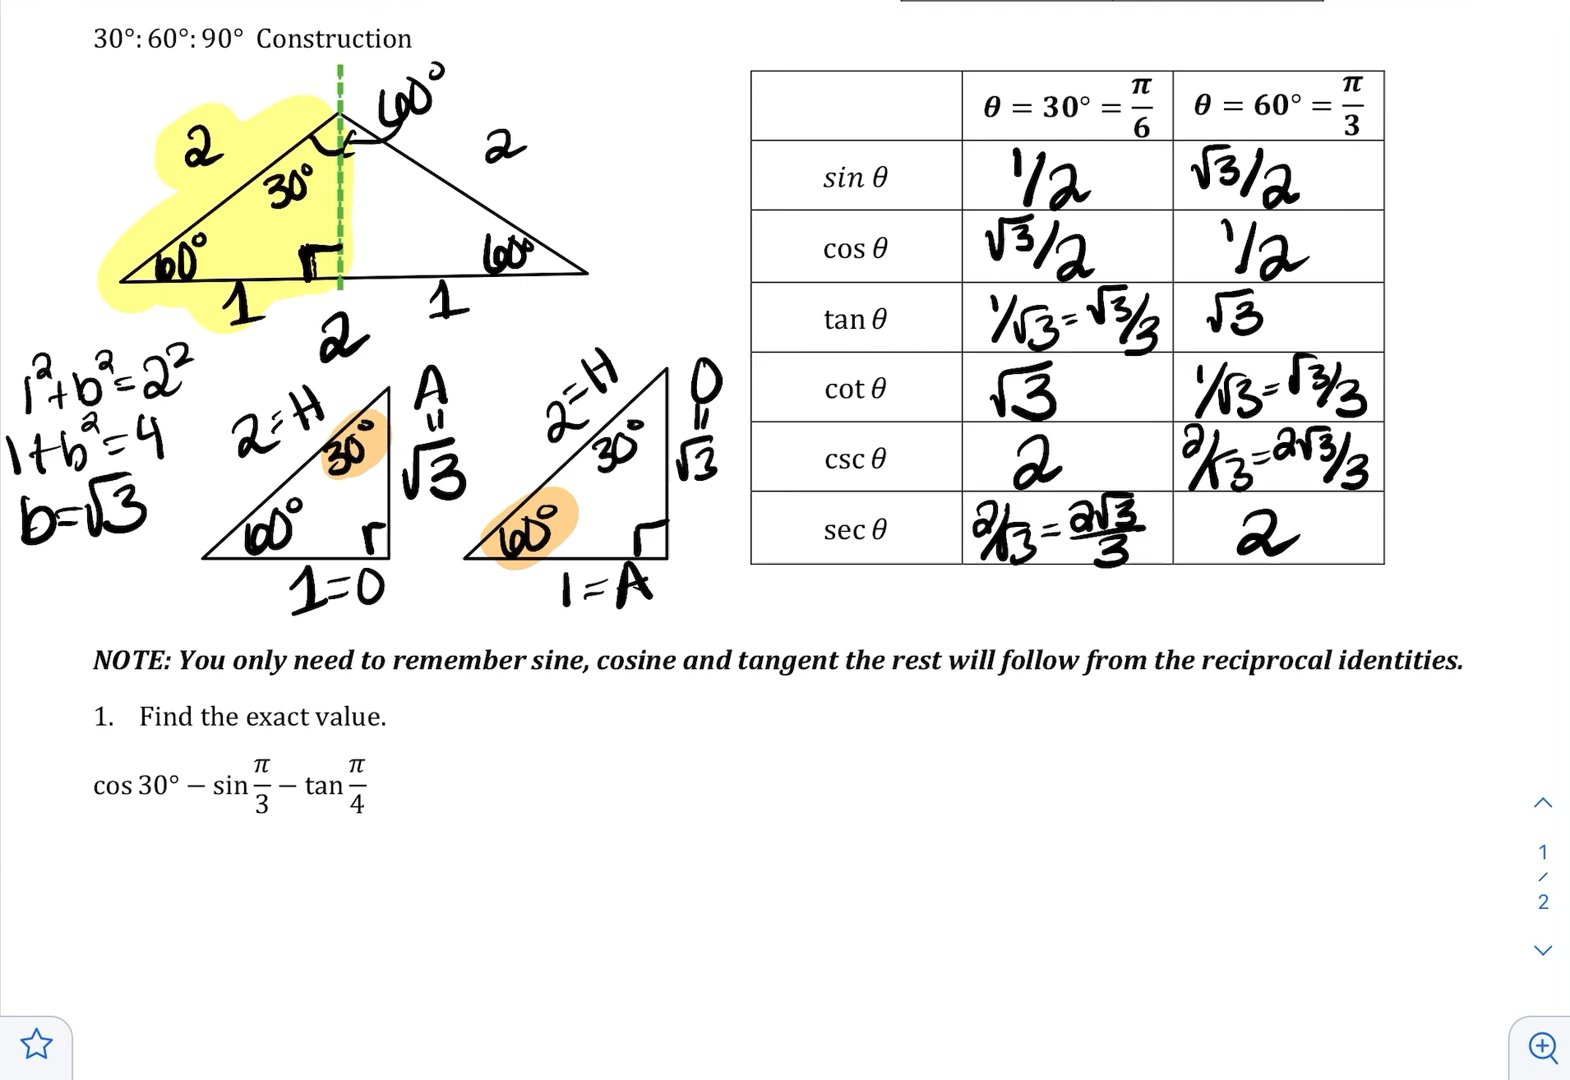 30°: 60°: 90° Construction
60°
2
2
30°
60°
60°
1
1
2
1²+b²=2²
1+b²=4
b=√3
2=H
30°
A
=
√3
60°
1=O
2=H
30°
O
=
√3
60°
1=A
θ = 30° = π/6 θ = 60° = π/3
sin θ 1/2 √3/2
cos θ √3/2 1/2
tan θ 1/√3=√3/3 √3
cot θ √3 1/√3=√3/3
csc θ 2 2/√3=2√3/3
sec θ 2/√3=2√3/3 2
NOTE: You only need to remember sine, cosine and tangent the rest will follow from the reciprocal identities.
1. Find the exact value.
cos 30° − sin π/3 − tan π/4
1
/
2